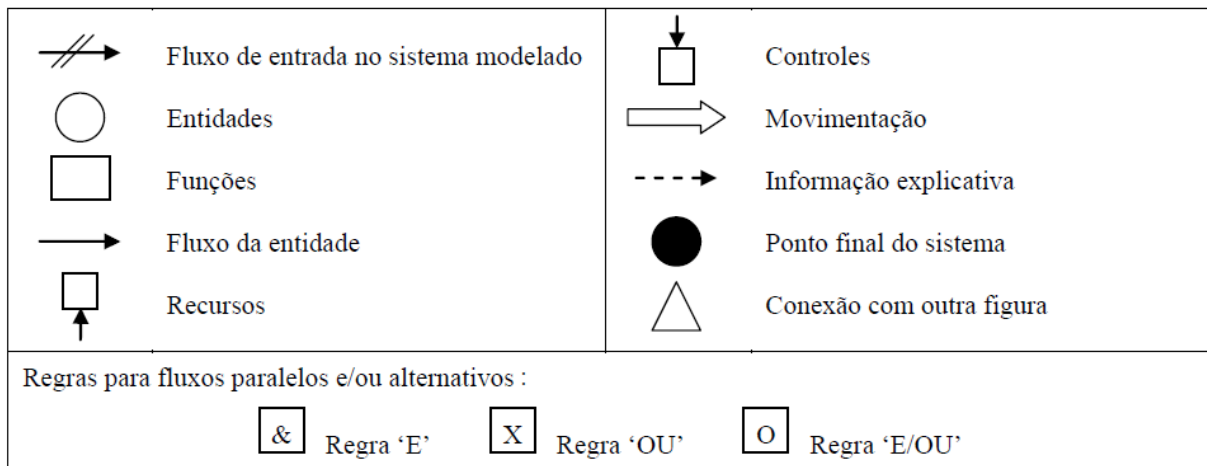 Fluxo de entrada no sistema modelado
Entidades
Funções
Fluxo da entidade
Recursos
Controles
Movimentação
Informação explicativa
Ponto final do sistema
Conexão com outra figura
Regras para fluxos paralelos e/ou alternativos :
& Regra ‘E’ X Regra ‘OU’ O Regra ‘E/OU’